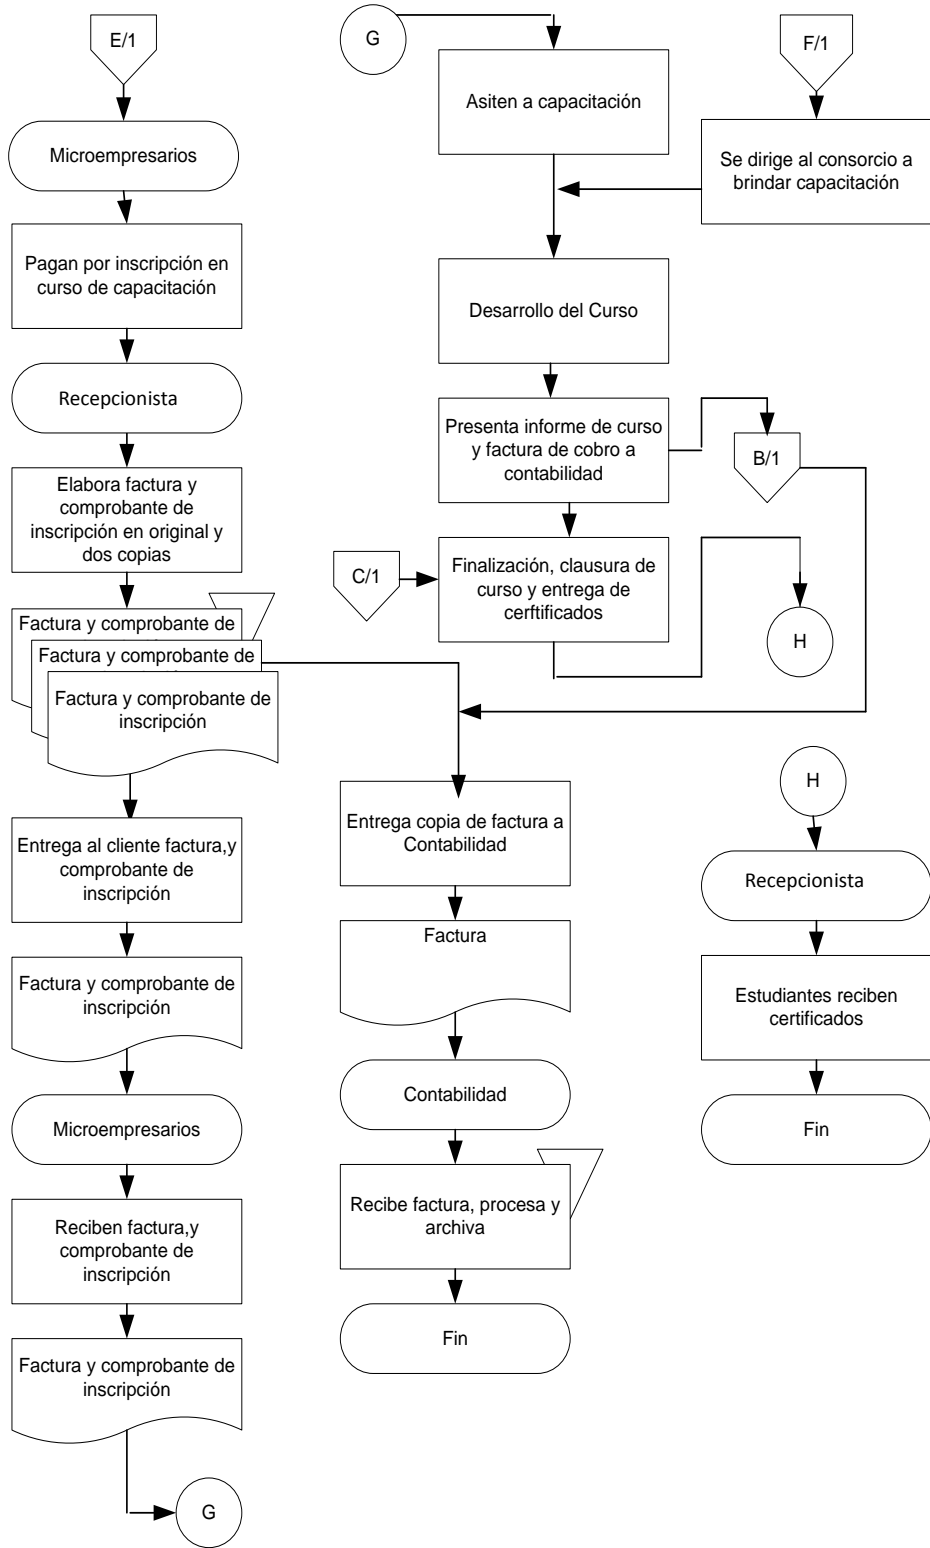 E/1
Microempresarios
Pagan por inscripción en
curso de capacitación
Recepcionista
Elabora factura y
comprobante de
inscripción en original y
dos copias
Factura y comprobante de
Factura y comprobante de
Factura y comprobante de
inscripción
Entrega al cliente factura,y
comprobante de
inscripción
Factura y comprobante de
inscripción
Microempresarios
Reciben factura,y
comprobante de
inscripción
Factura y comprobante de
inscripción
G
G
Asiten a capacitación
F/1
Se dirige al consorcio a
brindar capacitación
Desarrollo del Curso
Presenta informe de curso
y factura de cobro a
contabilidad
B/1
C/1
Finalización, clausura de
curso y entrega de
cerftificados
H
Entrega copia de factura a
Contabilidad
Factura
Contabilidad
Recibe factura, procesa y
archiva
Fin
H
Recepcionista
Estudiantes reciben
certificados
Fin